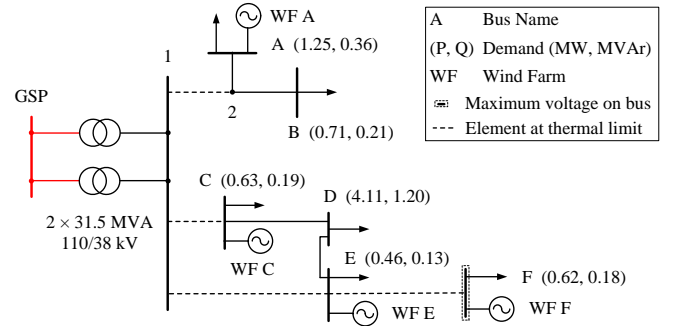 WF A
A (1.25, 0.36)
1
GSP
2
B (0.71, 0.21)
C (0.63, 0.19)
D (4.11, 1.20)
2 × 31.5 MVA
110/38 kV
WF C
E (0.46, 0.13)
F (0.62, 0.18)
WF E
WF F
A Bus Name
(P, Q) Demand (MW, MVAr)
WF Wind Farm
Maximum voltage on bus
Element at thermal limit